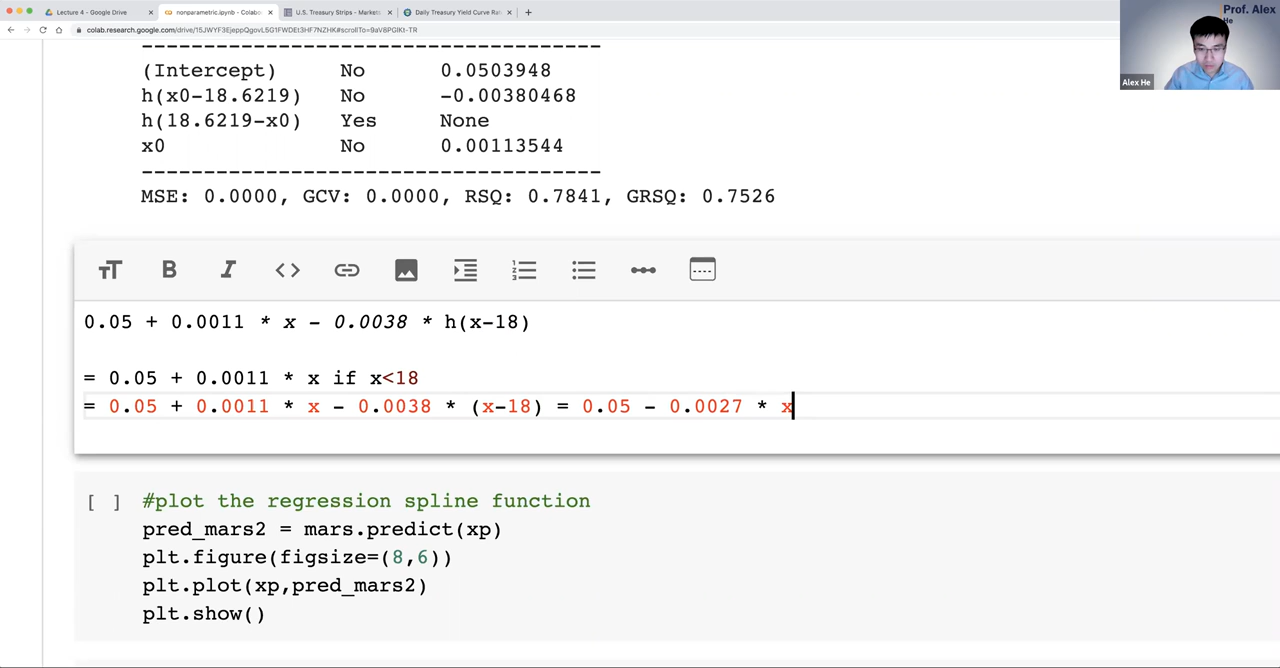 Lecture 4 - Google Drive
nonparametric.ipynb - Colabo
U.S. Treasury Strips - Markets
Daily Treasury Yield Curve Rat
colab.research.google.com/drive/15JWYF3EjeppQgovL5G1FWDEt3HF7NZHK#scrollTo=9aV8PGlKt-TR
Prof. Alex
He
Alex He
-------------------------------------
(Intercept) No 0.0503948
h(x0-18.6219) No -0.00380468
h(18.6219-x0) Yes None
x0 No 0.00113544
-------------------------------------
MSE: 0.0000, GCV: 0.0000, RSQ: 0.7841, GRSQ: 0.7526
0.05 + 0.0011 * x - 0.0038 * h(x-18)
= 0.05 + 0.0011 * x if x<18
= 0.05 + 0.0011 * x - 0.0038 * (x-18) = 0.05 - 0.0027 * x
[ ] #plot the regression spline function
pred_mars2 = mars.predict(xp)
plt.figure(figsize=(8,6))
plt.plot(xp,pred_mars2)
plt.show()